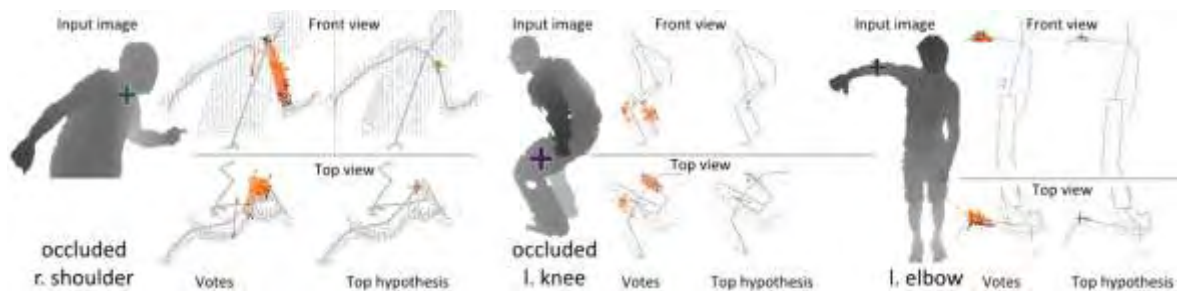 Input image
Front view
Top view
occluded
r. shoulder
Votes
Top hypothesis
Input image
Front view
Top view
occluded
l. knee
Votes
Top hypothesis
Input image
Front view
Top view
l. elbow
Votes
Top hypothesis